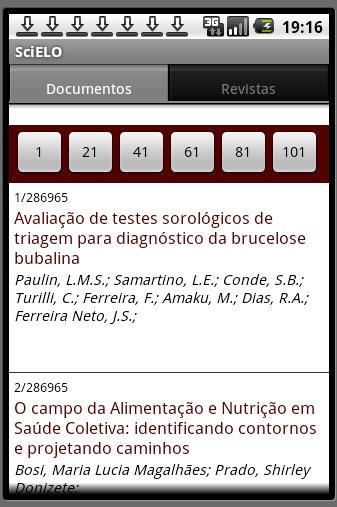 3G 19:16
SciELO
Documentos Revistas
1 21 41 61 81 101
1/286965
Avaliação de testes sorológicos de
triagem para diagnóstico da brucelose
bubalina
Paulin, L.M.S.; Samartino, L.E.; Conde, S.B.;
Turilli, C.; Ferreira, F.; Amaku, M.; Dias, R.A.;
Ferreira Neto, J.S.;
2/286965
O campo da Alimentação e Nutrição em
Saúde Coletiva: identificando contornos
e projetando caminhos
Bosi, Maria Lucia Magalhães; Prado, Shirley
Donizete;